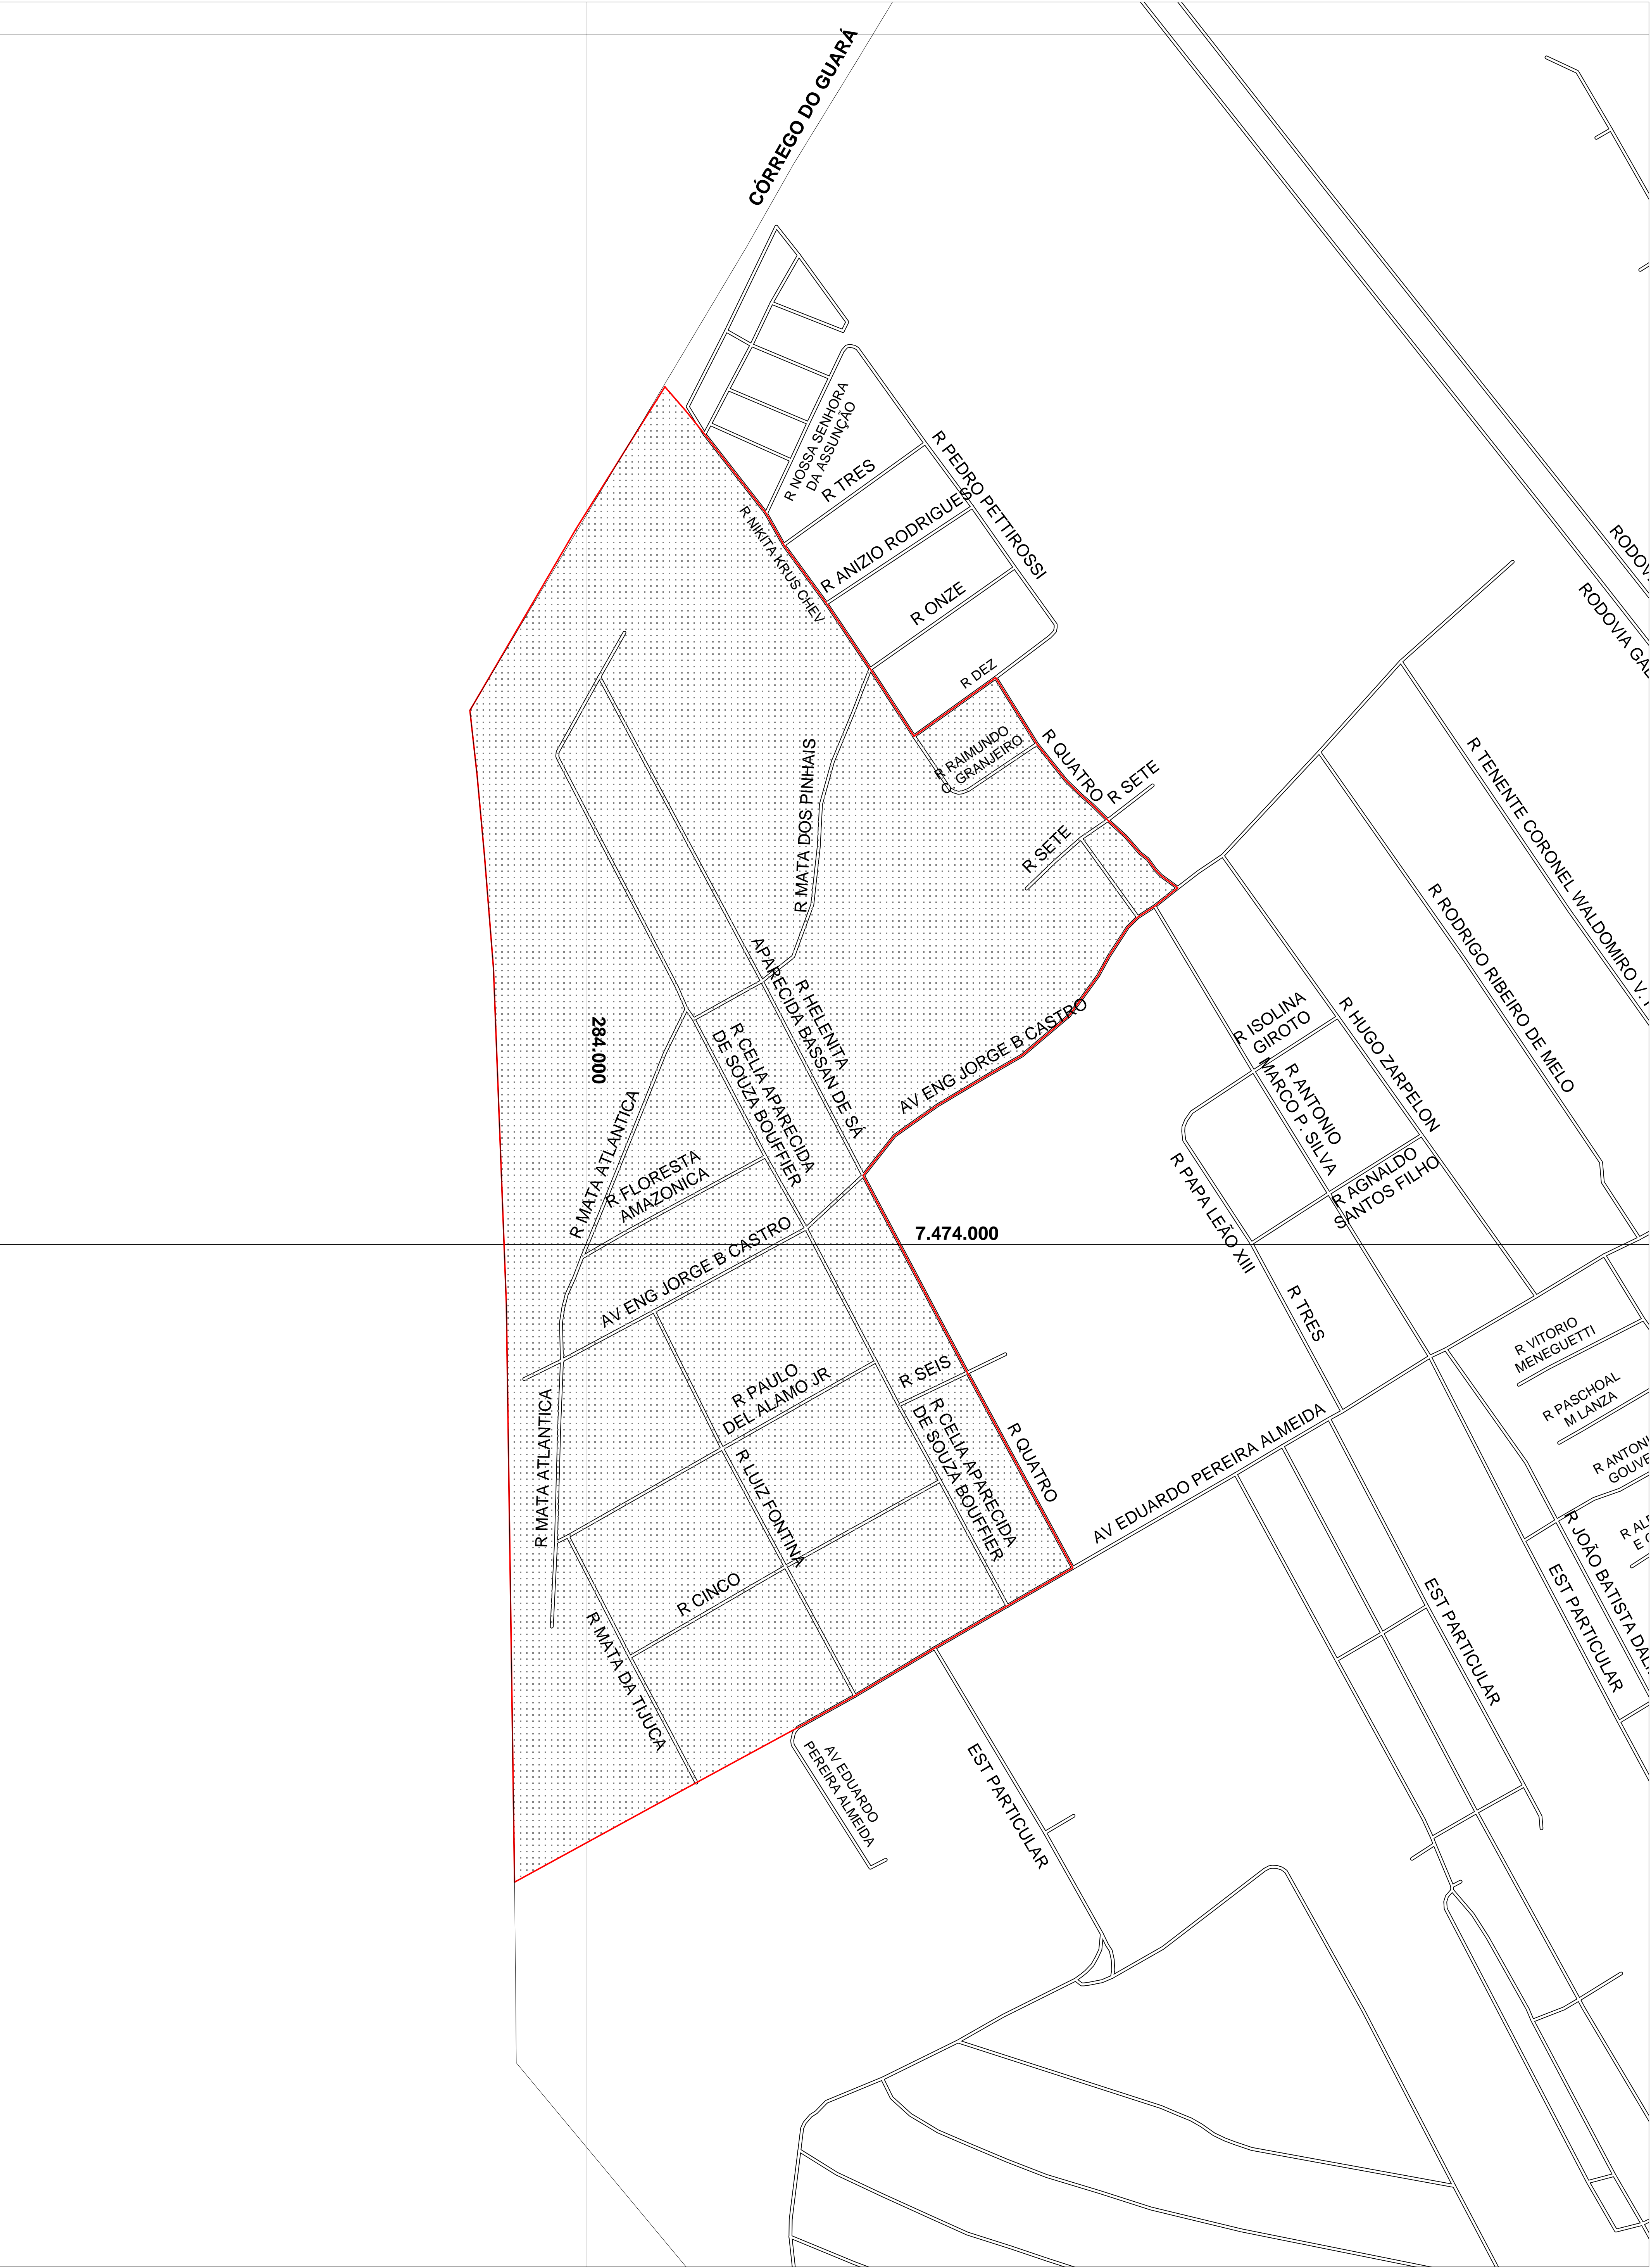 CÓRREGO DO GUARÁ
R NOSSA SENHORA
DA ASSUNÇÃO
R TRES
R PEDRO PETTIROSSI
R NIKITA KRUS CHEV
R ANIZIO RODRIGUES
R ONZE
R DEZ
RODOVIA GAL
R RAIMUNDO
R QUATRO
R SETE
R SETE
R MATA DOS PINHAIS
R TENENTE CORONEL WALDOMIRO V.
R RODRIGO RIBEIRO DE MELO
R HELENITA
APARECIDA BASSAN DE SÁ
R CELIA APARECIDA
DE SOUZA BOUFFIER
284.000
AV ENG JORGE B CASTRO
R ISOLINA
GIROTO
R HUGO ZARPELON
R ANTONIO
MARCO P. SILVA
R MATA ATLANTICA
R FLORESTA
AMAZONICA
R PAPA LEÃO XIII
R AGNALDO
SANTOS FILHO
AV ENG JORGE B CASTRO
7.474.000
R TRES
R VITORIO
MENEGUETTI
R PASCHOAL
M LANZA
R PAULO
DEL ALAMO JR
R SEIS
R MATA ATLANTICA
R CELIA APARECIDA
DE SOUZA BOUFFIER
R QUATRO
AV EDUARDO PEREIRA ALMEIDA
R LUIZ FONTINA
R CINCO
R MATA DA TIJUCA
R JOÃO BATISTA
EST PARTICULAR
EST PARTICULAR
AV EDUARDO
PEREIRA ALMEIDA
EST PARTICULAR